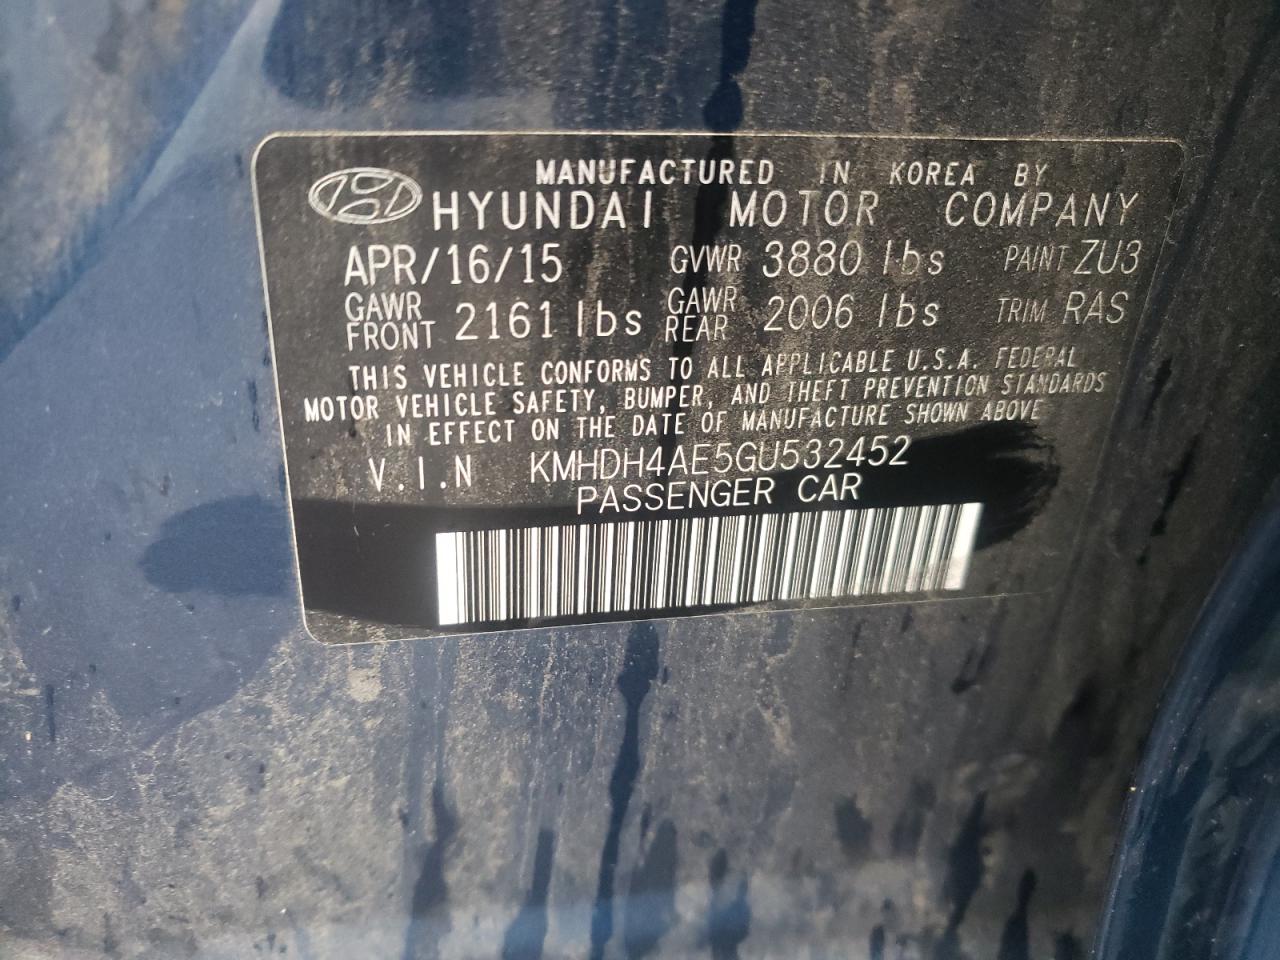 MANUFACTURED IN KOREA BY
HYUNDAI MOTOR COMPANY
APR/16/15 GVWR 3880 lbs PAINT ZU3
GAWR FRONT 2161 lbs GAWR REAR 2006 lbs TRIM RAS
THIS VEHICLE CONFORMS TO ALL APPLICABLE U.S.A. FEDERAL
MOTOR VEHICLE SAFETY, BUMPER, AND THEFT PREVENTION STANDARDS
IN EFFECT ON THE DATE OF MANUFACTURE SHOWN ABOVE
V.I.N KMHDH4AE5GU532452
PASSENGER CAR